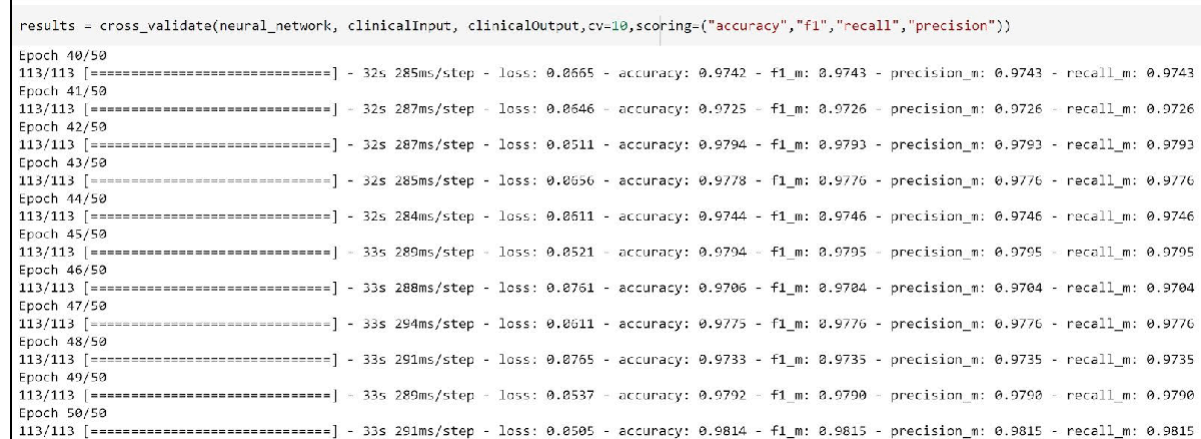 results = cross_validate(neural_network, clinicalInput, clinicalOutput,cv=10,scoring=("accuracy","f1","recall","precision"))
Epoch 40/50
113/113 [==============================] - 32s 285ms/step - loss: 0.0665 - accuracy: 0.9742 - f1_m: 0.9743 - precision_m: 0.9743 - recall_m: 0.9743
Epoch 41/50
113/113 [==============================] - 32s 287ms/step - loss: 0.0646 - accuracy: 0.9725 - f1_m: 0.9726 - precision_m: 0.9726 - recall_m: 0.9726
Epoch 42/50
113/113 [==============================] - 32s 287ms/step - loss: 0.0511 - accuracy: 0.9794 - f1_m: 0.9793 - precision_m: 0.9793 - recall_m: 0.9793
Epoch 43/50
113/113 [==============================] - 32s 285ms/step - loss: 0.0656 - accuracy: 0.9778 - f1_m: 0.9776 - precision_m: 0.9776 - recall_m: 0.9776
Epoch 44/50
113/113 [==============================] - 32s 284ms/step - loss: 0.0611 - accuracy: 0.9744 - f1_m: 0.9746 - precision_m: 0.9746 - recall_m: 0.9746
Epoch 45/50
113/113 [==============================] - 33s 289ms/step - loss: 0.0521 - accuracy: 0.9794 - f1_m: 0.9795 - precision_m: 0.9795 - recall_m: 0.9795
Epoch 46/50
113/113 [==============================] - 33s 288ms/step - loss: 0.0761 - accuracy: 0.9706 - f1_m: 0.9704 - precision_m: 0.9704 - recall_m: 0.9704
Epoch 47/50
113/113 [==============================] - 33s 294ms/step - loss: 0.0611 - accuracy: 0.9775 - f1_m: 0.9776 - precision_m: 0.9776 - recall_m: 0.9776
Epoch 48/50
113/113 [==============================] - 33s 291ms/step - loss: 0.0765 - accuracy: 0.9733 - f1_m: 0.9735 - precision_m: 0.9735 - recall_m: 0.9735
Epoch 49/50
113/113 [==============================] - 33s 289ms/step - loss: 0.0537 - accuracy: 0.9792 - f1_m: 0.9790 - precision_m: 0.9790 - recall_m: 0.9790
Epoch 50/50
113/113 [==============================] - 33s 291ms/step - loss: 0.0505 - accuracy: 0.9814 - f1_m: 0.9815 - precision_m: 0.9815 - recall_m: 0.9815